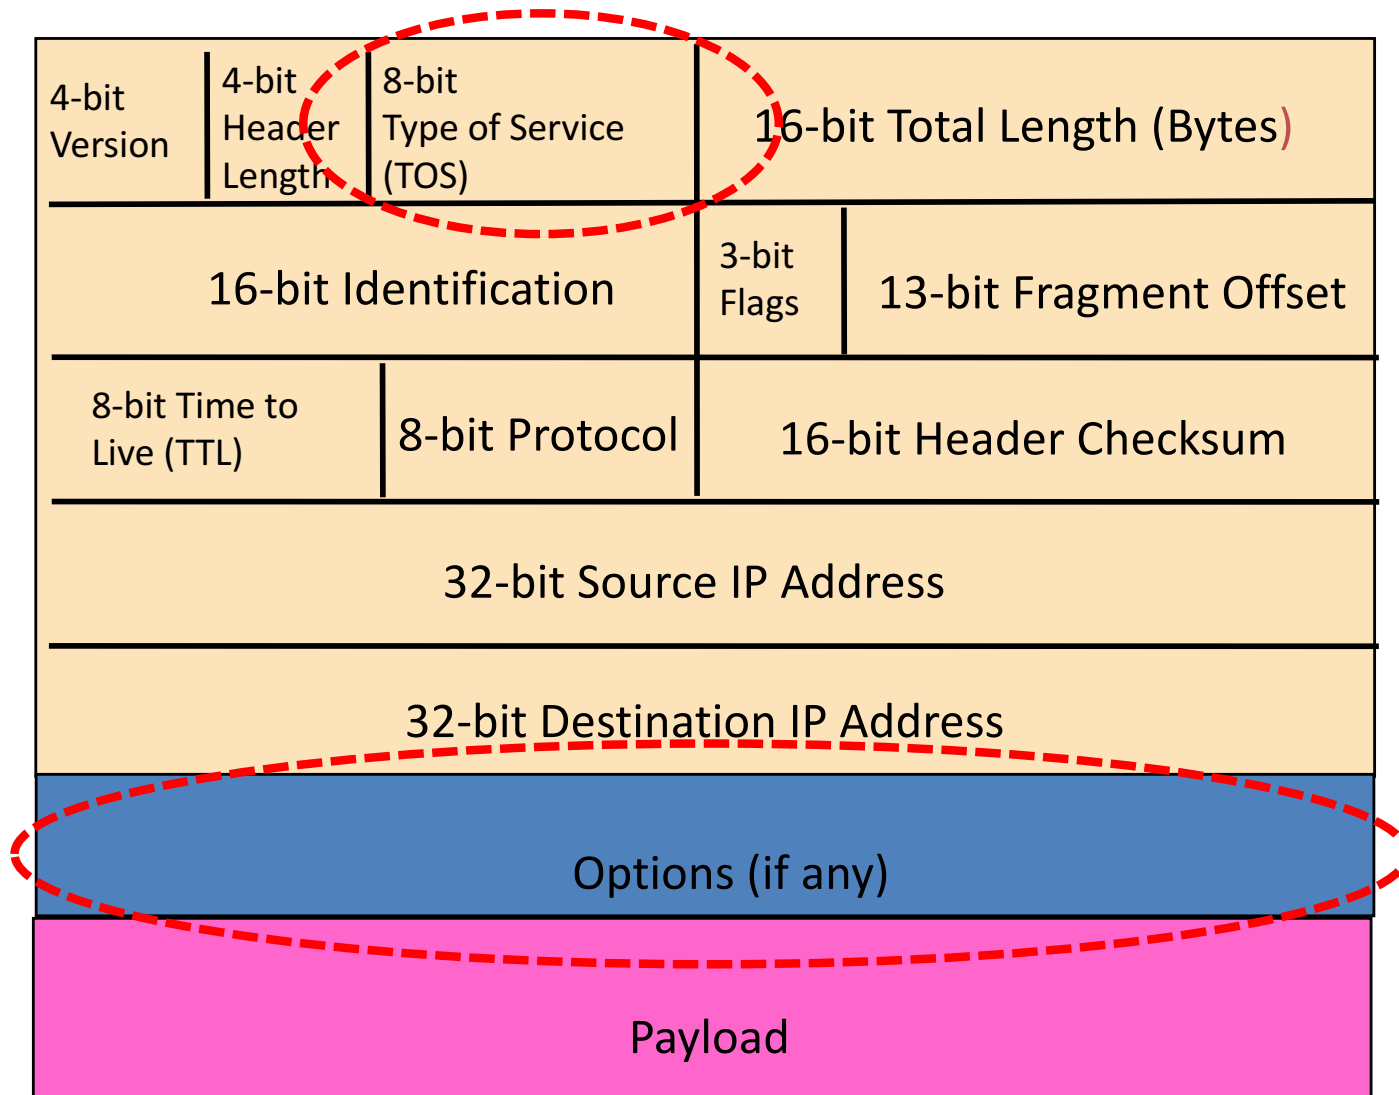 4-bit
Version
4-bit
Header
Length
8-bit
Type of Service
(TOS)
16-bit Total Length (Bytes)
16-bit Identification
3-bit
Flags
13-bit Fragment Offset
8-bit Time to
Live (TTL)
8-bit Protocol
16-bit Header Checksum
32-bit Source IP Address
32-bit Destination IP Address
Options (if any)
Payload